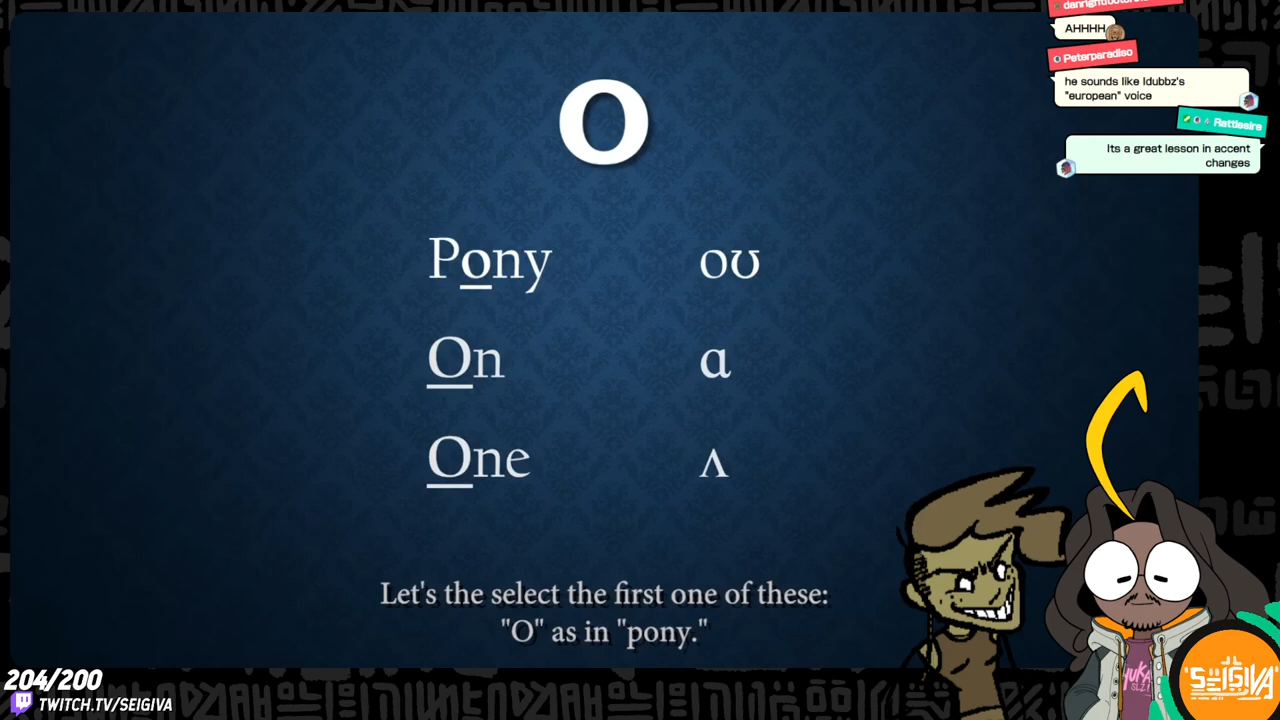 O
Pony oʊ
On ɑ
One ʌ
Let's the select the first one of these:
"O" as in "pony."
AHHHH
Peterparadiso
he sounds like Idubbz's
"european" voice
Rattlesire
Its a great lesson in accent
changes
204/200
TWITCH.TV/SEIGIVA
SEIGIVA